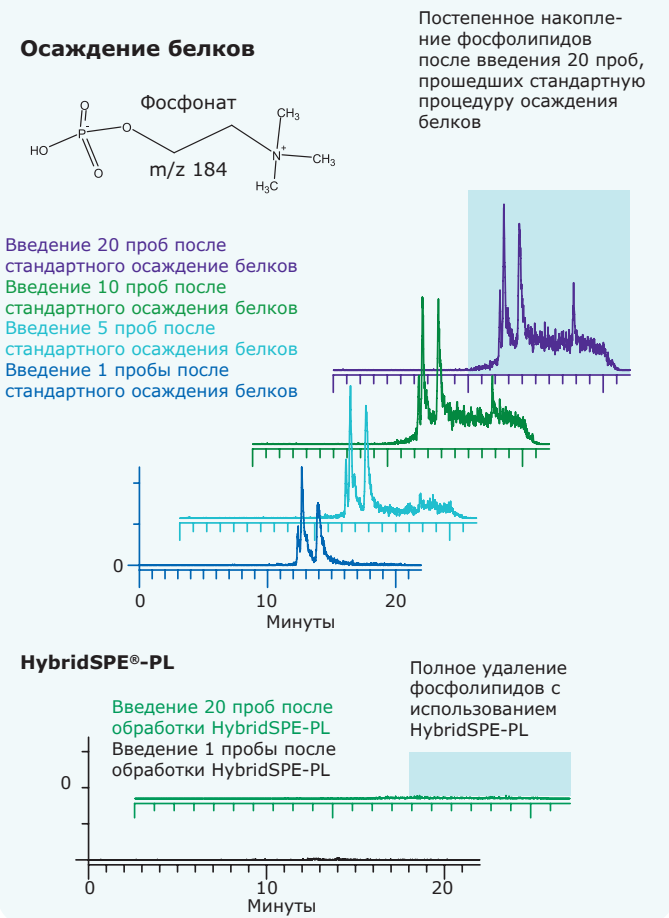 Осаждение белков
Постепенное накопле-
ние фосфолипидов
после введения 20 проб,
прошедших стандартную
процедуру осаждения
белков
Фосфонат
O
P
-
O
HO
O
CH3
N+
CH3
H3C
m/z 184
Введение 20 проб после
стандартного осаждение белков
Введение 10 проб после
стандартного осаждения белков
Введение 5 проб после
стандартного осаждения белков
Введение 1 пробы после
стандартного осаждения белков
0
0 10 20
Минуты
HybridSPE®-PL
Полное удаление
фосфолипидов с
использованием
HybridSPE-PL
Введение 20 проб после
обработки HybridSPE-PL
Введение 1 пробы после
обработки HybridSPE-PL
0
0 10 20
Минуты